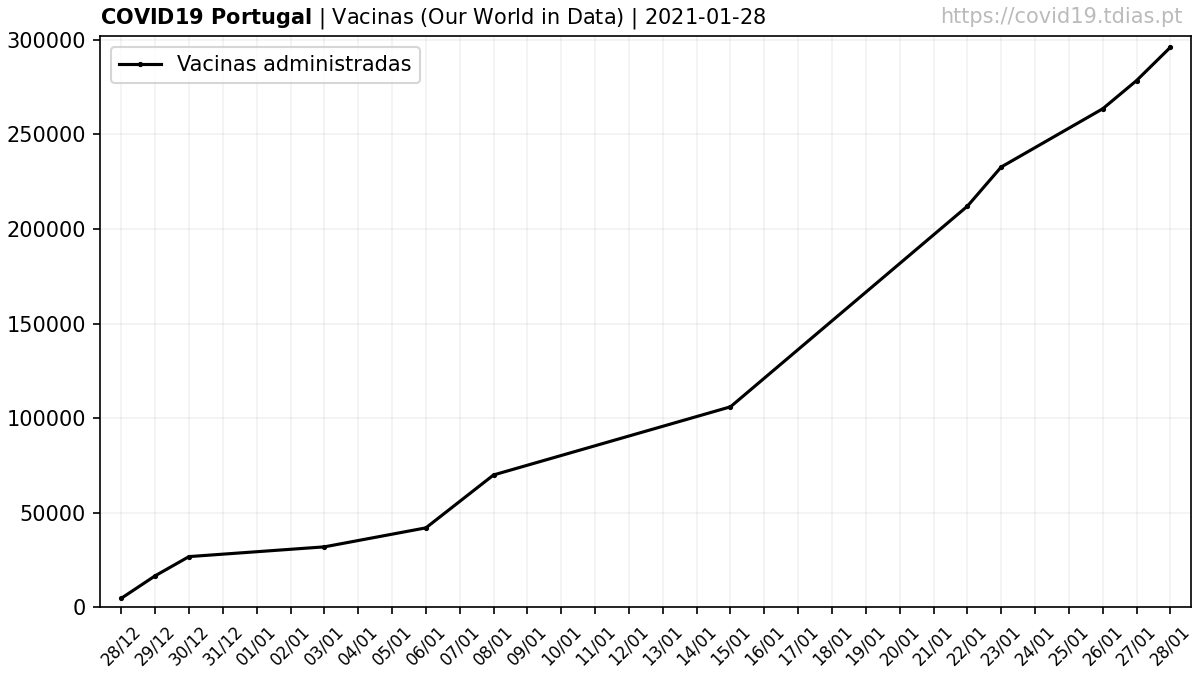 COVID19 Portugal | Vacinas (Our World in Data) | 2021-01-28
https://covid19.tdias.pt
Vacinas administradas
300000
250000
200000
150000
100000
50000
0
28/12 29/12 30/12 31/12 01/01 02/01 03/01 04/01 05/01 06/01 07/01 08/01 09/01 10/01 11/01 12/01 13/01 14/01 15/01 16/01 17/01 18/01 19/01 20/01 21/01 22/01 23/01 24/01 25/01 26/01 27/01 28/01